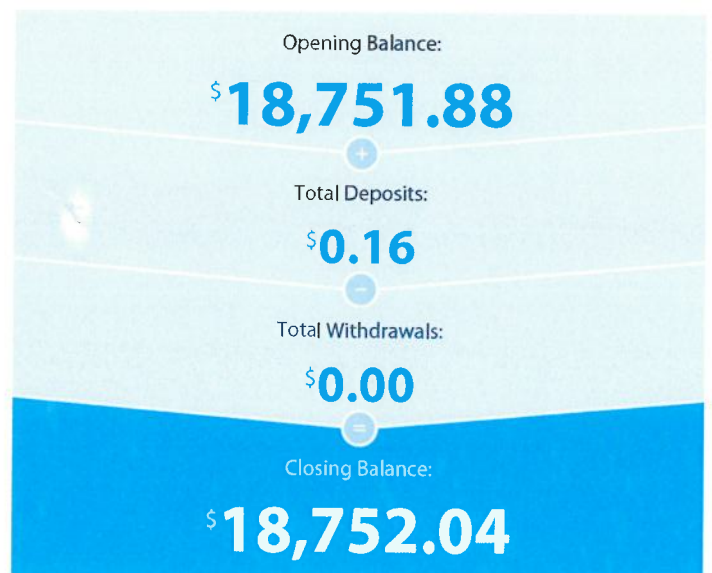 Opening Balance:
$18,751.88
+
Total Deposits:
$0.16
−
Total Withdrawals:
$0.00
=
Closing Balance:
$18,752.04